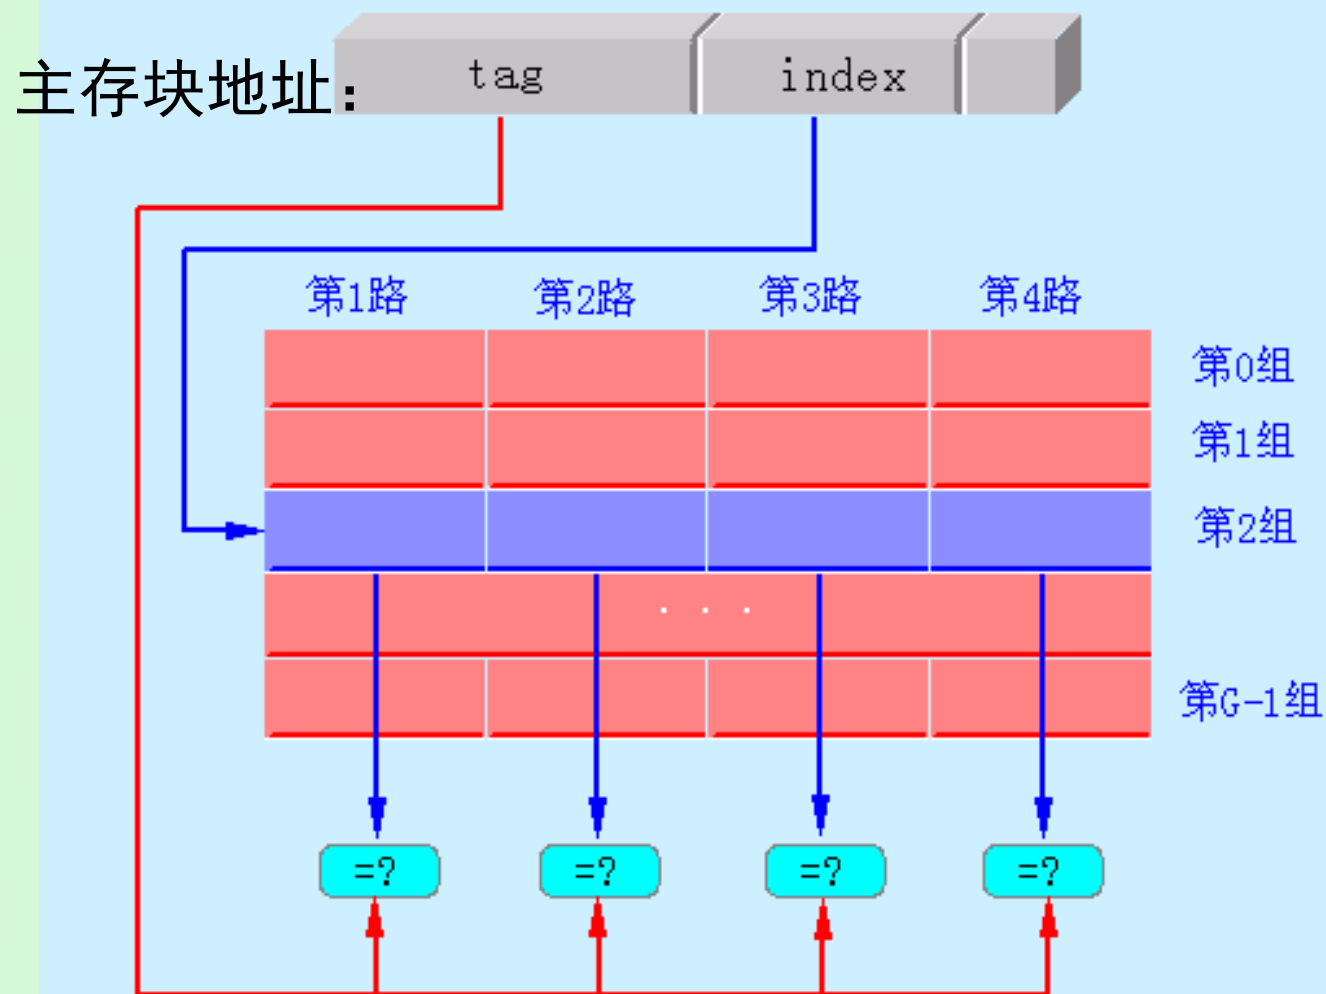 主存块地址:
tag
index
第1路
第2路
第3路
第4路
第0组
第1组
第2组
· · ·
第G-1组
=?
=?
=?
=?